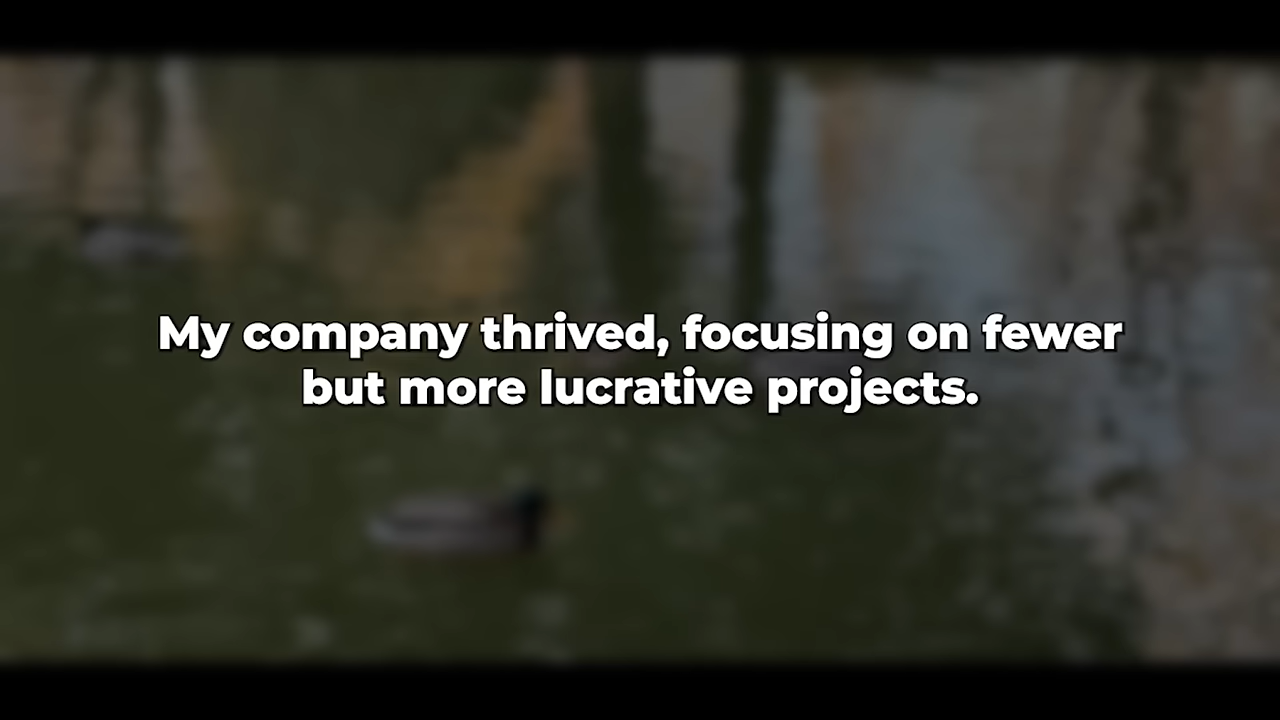 My company thrived, focusing on fewer
but more lucrative projects.